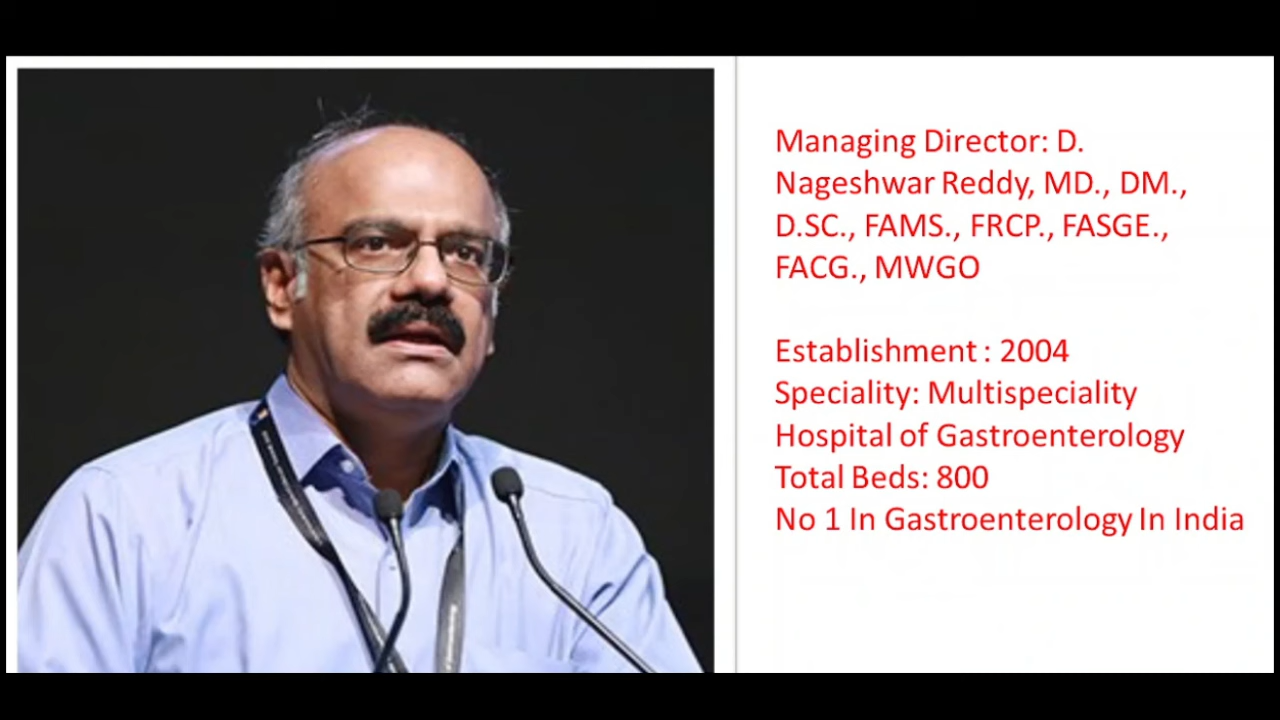 Managing Director: D.
Nageshwar Reddy, MD., DM.,
D.SC., FAMS., FRCP., FASGE.,
FACG., MWGO
Establishment : 2004
Speciality: Multispeciality
Hospital of Gastroenterology
Total Beds: 800
No 1 In Gastroenterology In India